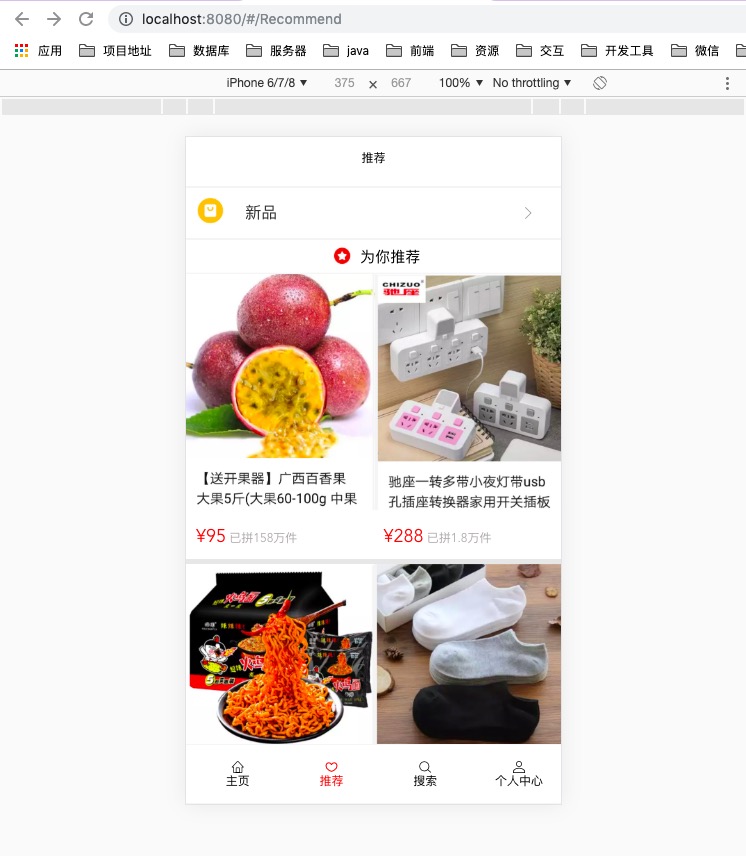 localhost:8080/#/Recommend
应用 项目地址 数据库 服务器 java 前端 资源 交互 开发工具 微信
iPhone 6/7/8 ▼ 375 × 667 100% ▼ No throttling ▼
推荐
新品
为你推荐
CHIZUO
驰座
【送开果器】广西百香果
大果5斤(大果60-100g 中果
驰座一转多带小夜灯带usb
孔插座转换器家用开关插板
¥95 已拼158万件
¥288 已拼1.8万件
火鸡面
主页 推荐 搜索 个人中心